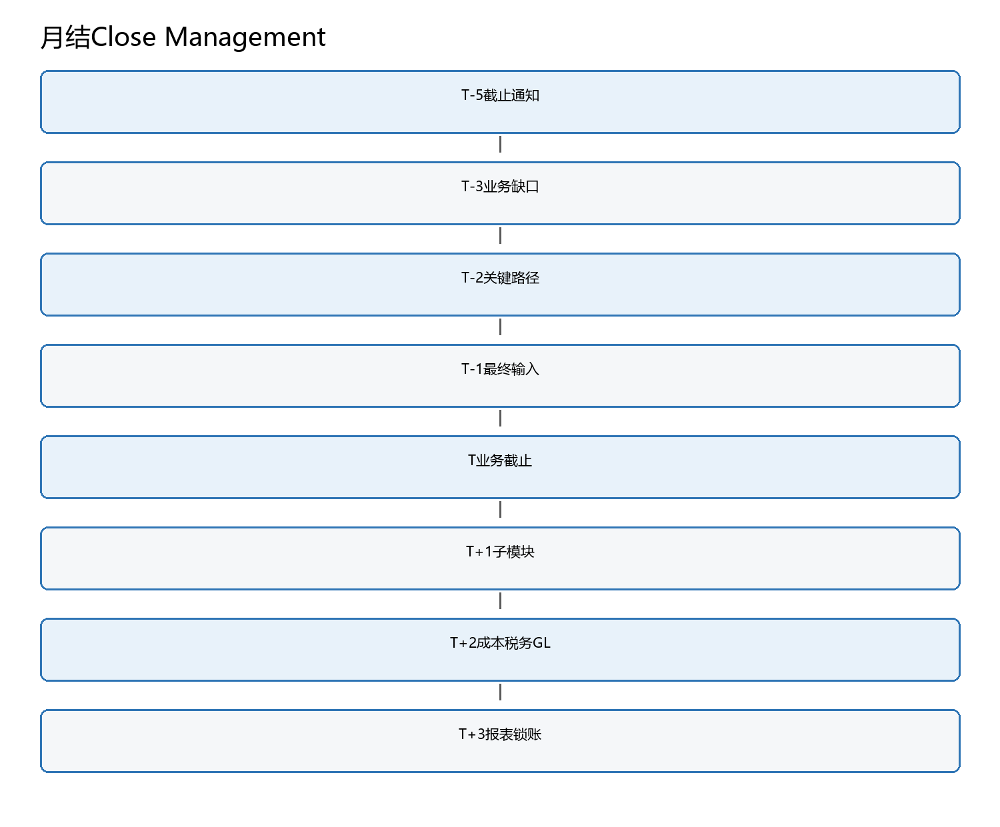 月结Close Management
T-5截止通知
T-3业务缺口
T-2关键路径
T-1最终输入
T业务截止
T+1子模块
T+2成本税务GL
T+3报表锁账